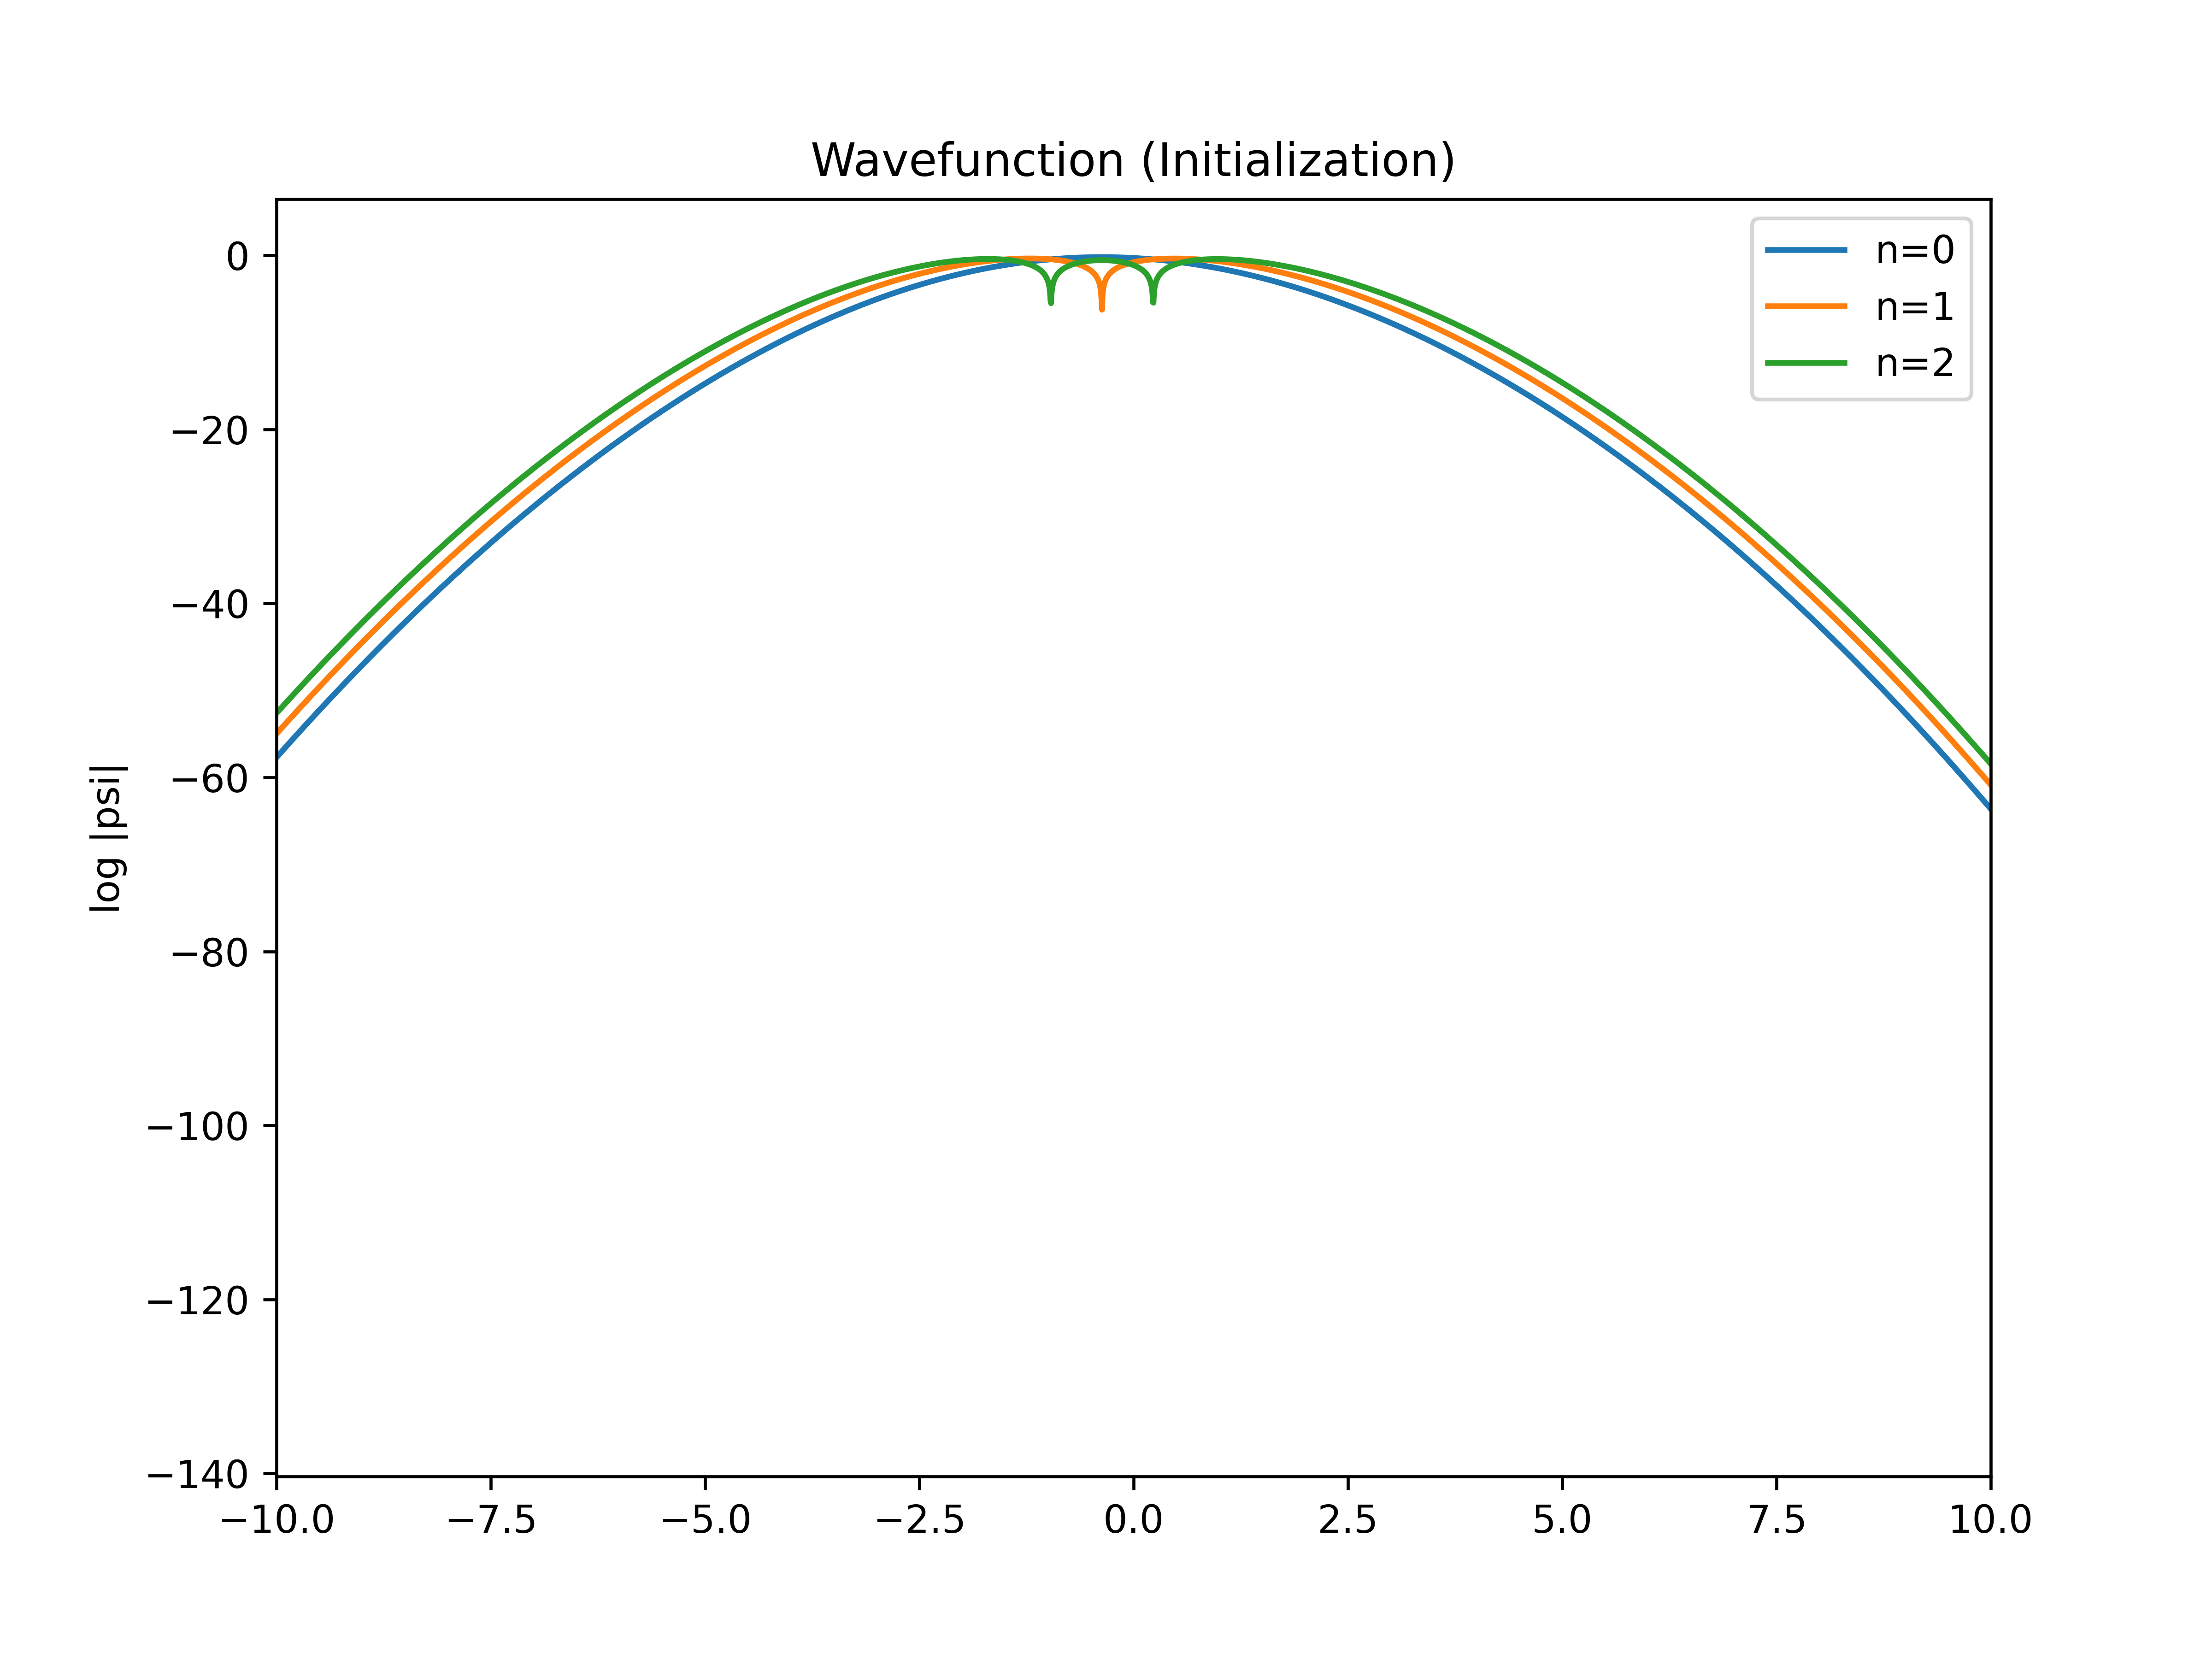 Wavefunction (Initialization)
n=0
n=1
n=2
log |psi|
0
−20
−40
−60
−80
−100
−120
−140
−10.0 −7.5 −5.0 −2.5 0.0 2.5 5.0 7.5 10.0